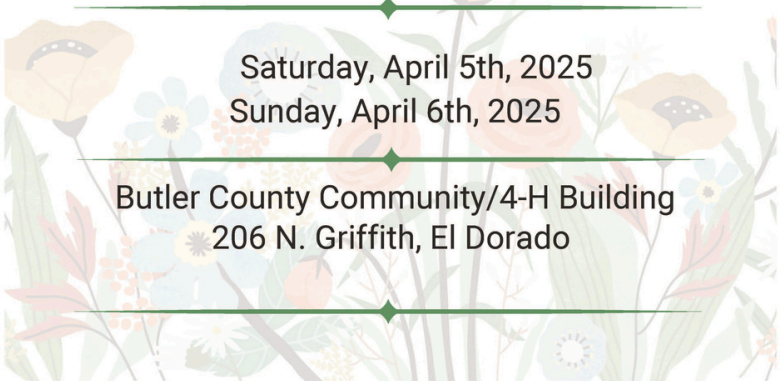 Saturday, April 5th, 2025
Sunday, April 6th, 2025
Butler County Community/4-H Building
206 N. Griffith, El Dorado